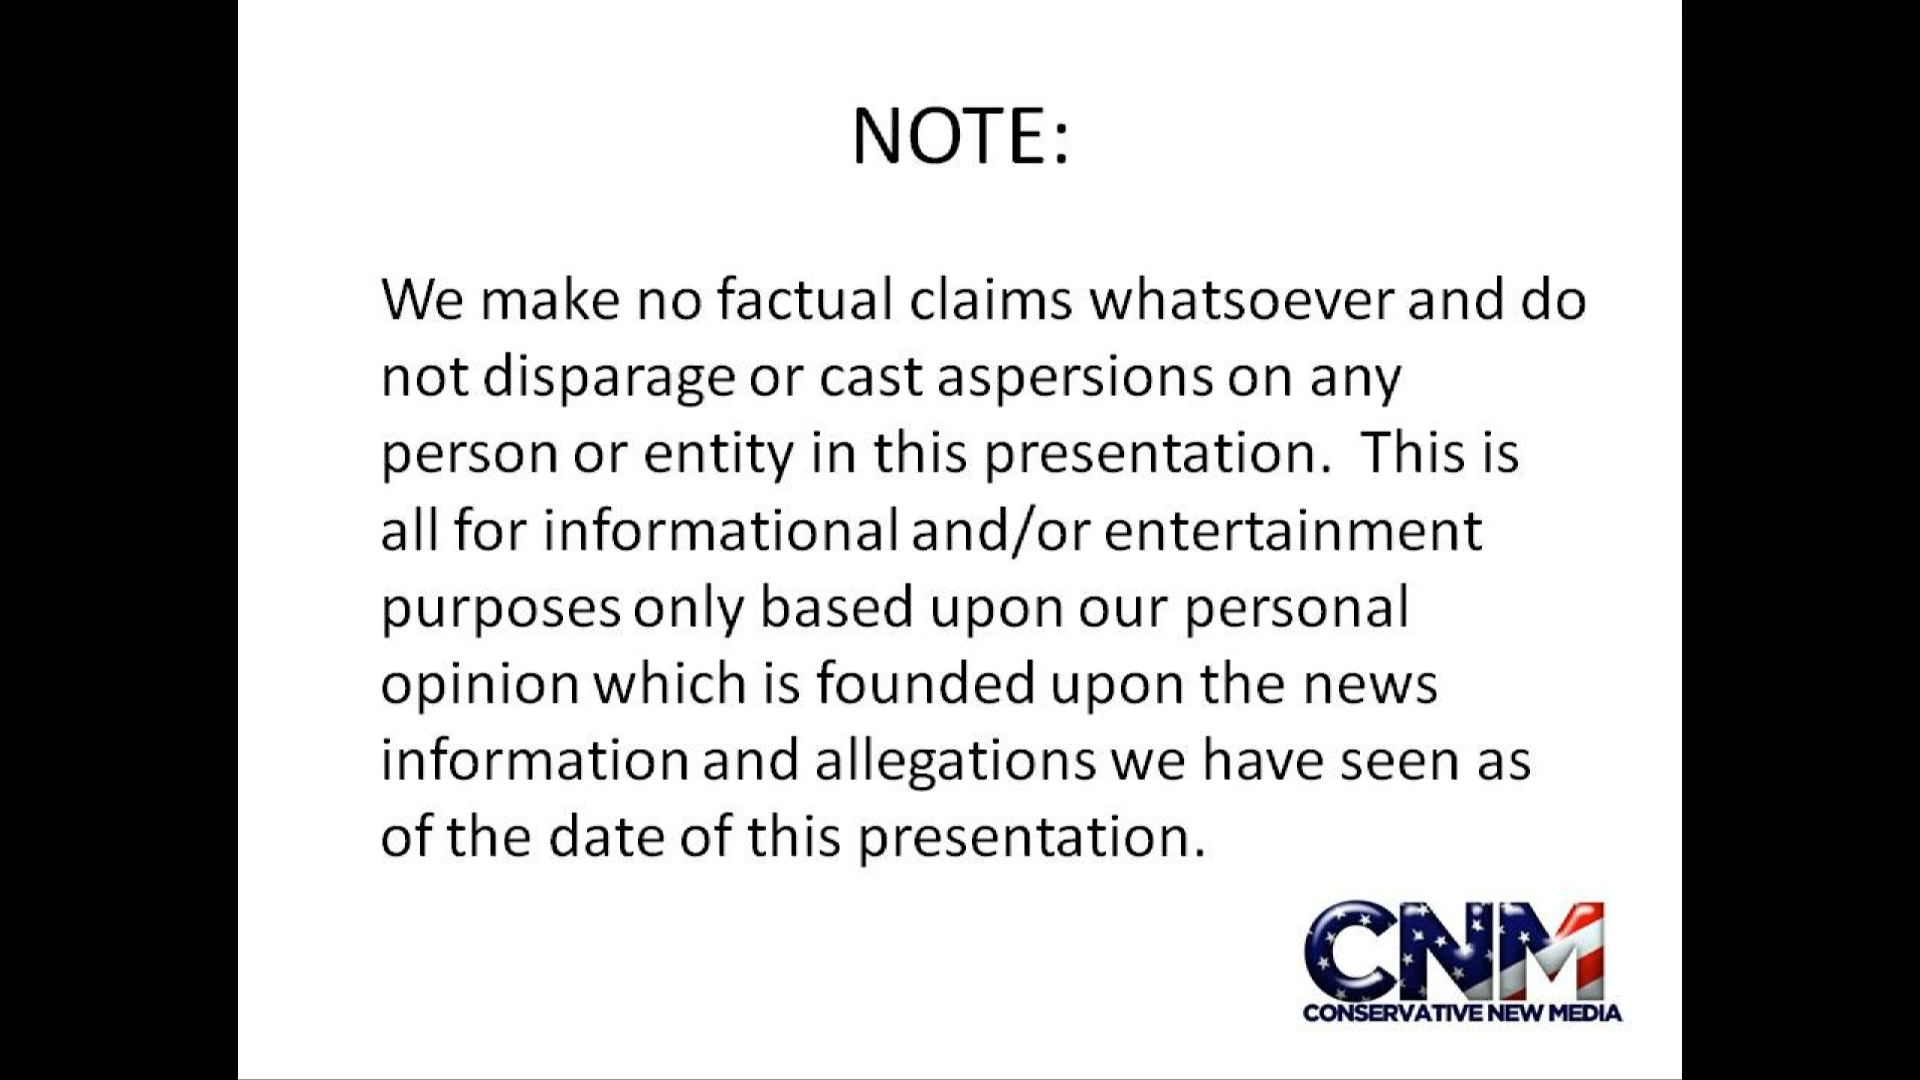 NOTE:
We make no factual claims whatsoever and do
not disparage or cast aspersions on any
person or entity in this presentation.  This is
all for informational and/or entertainment
purposes only based upon our personal
opinion which is founded upon the news
information and allegations we have seen as
of the date of this presentation.
CNM
CONSERVATIVE NEW MEDIA